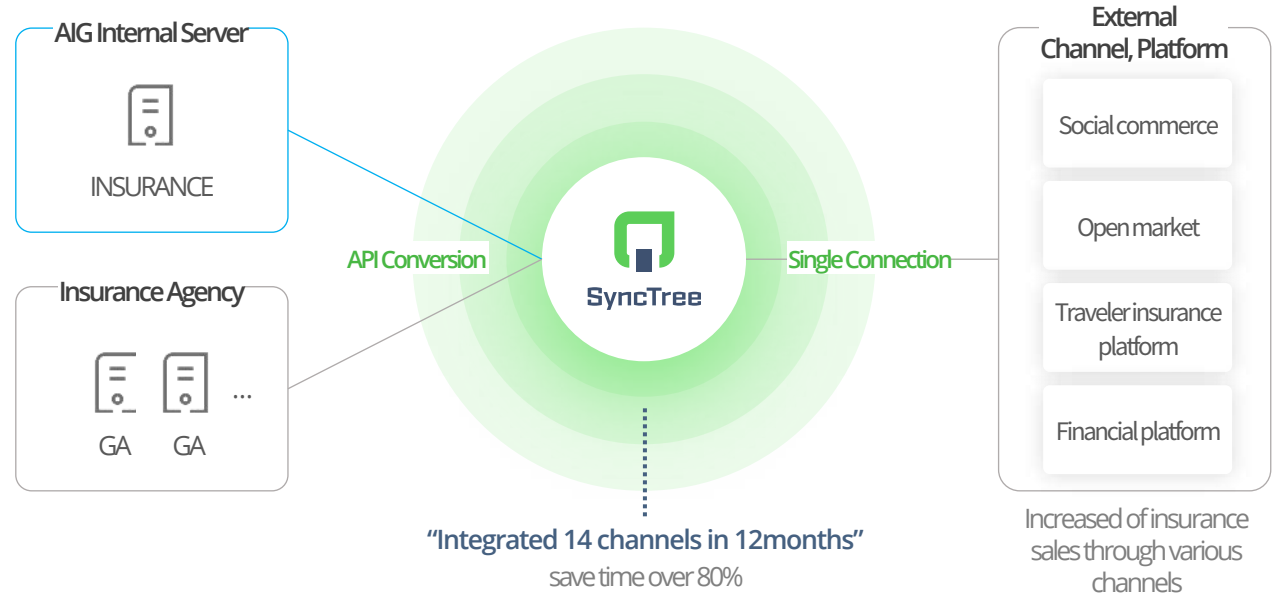 AIG Internal Server
INSURANCE
Insurance Agency
...
GA GA
API Conversion
SyncTree
Single Connection
"Integrated 14 channels in 12months"
save time over 80%
External
Channel, Platform
Social commerce
Open market
Traveler insurance
platform
Financial platform
Increased of insurance
sales through various
channels